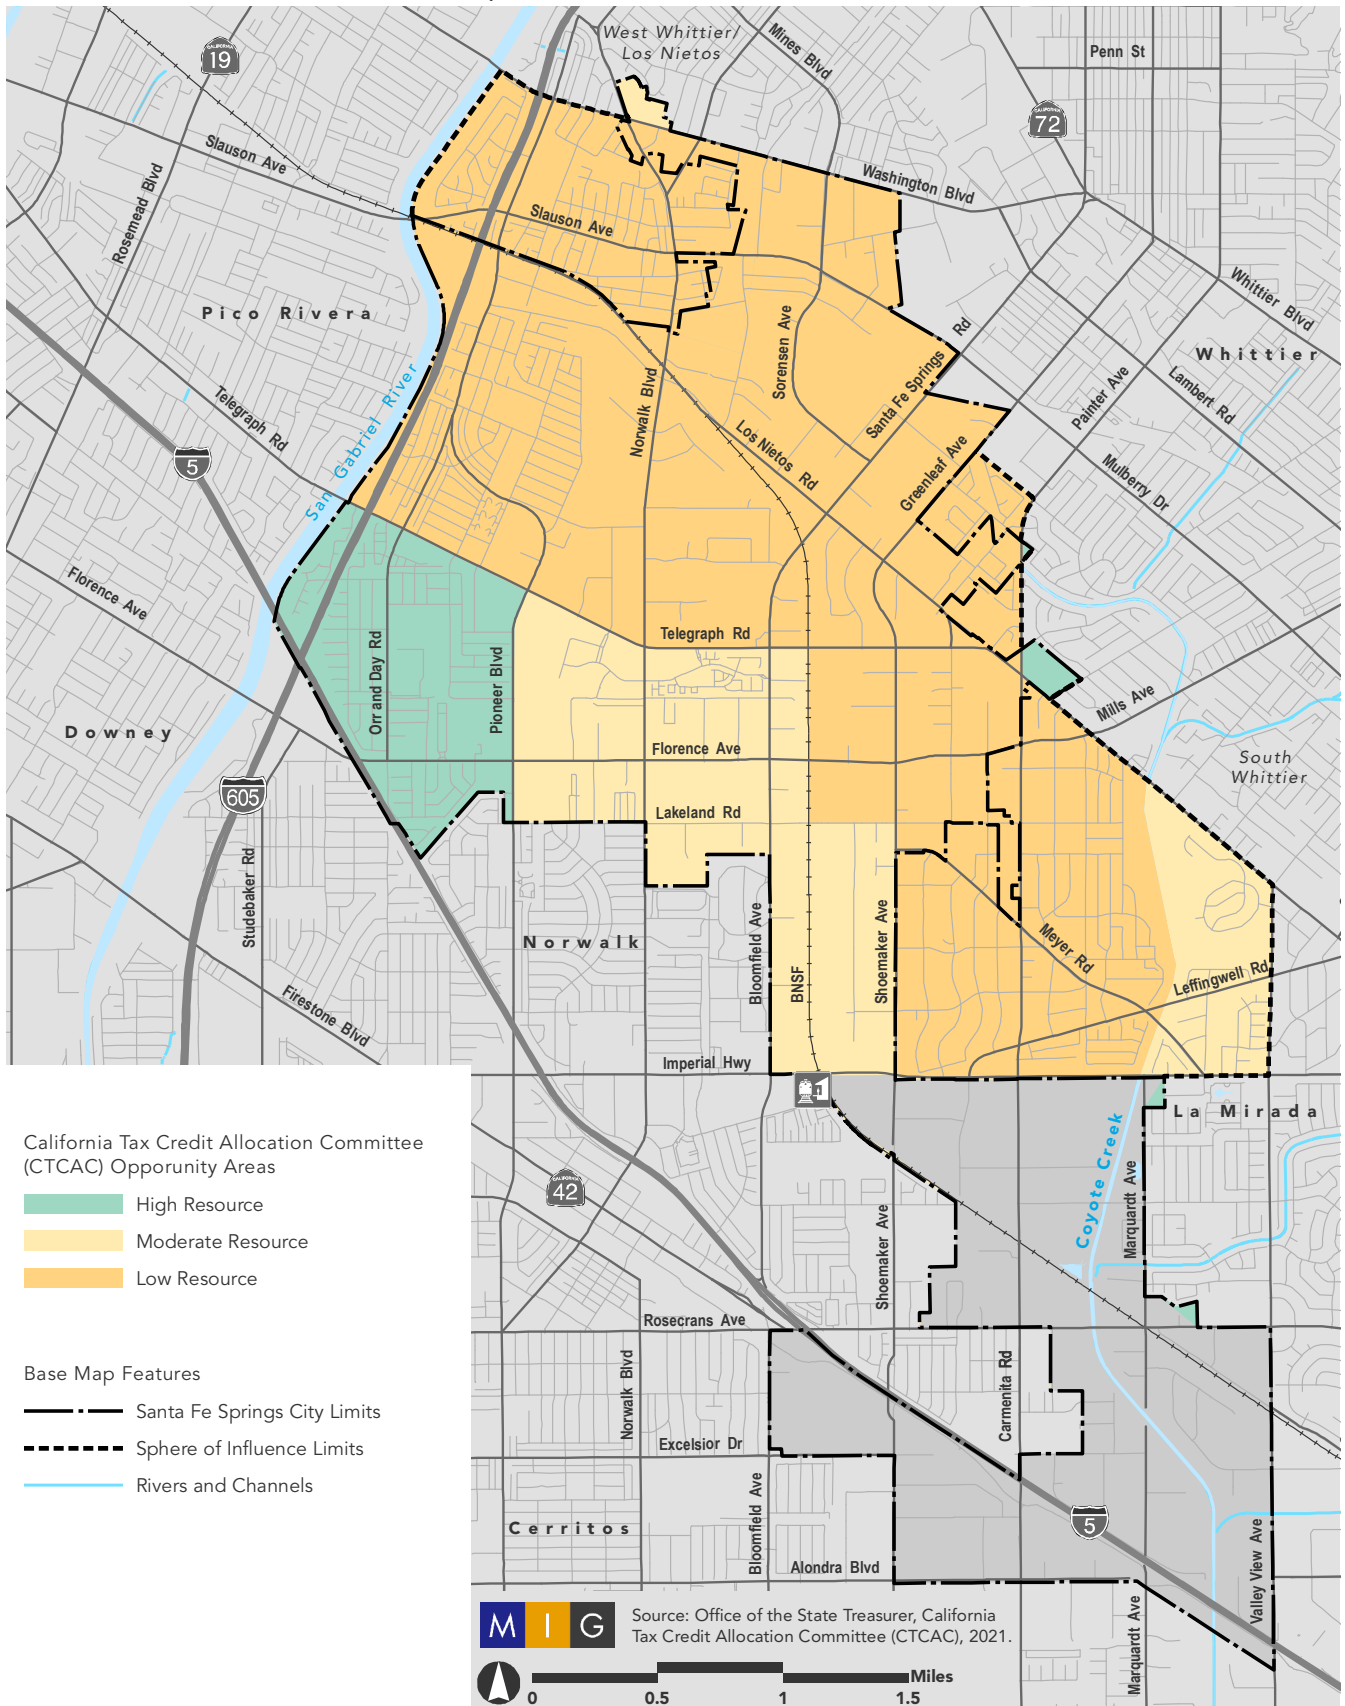 West Whittier/
Los Nietos
Mines Blvd
Penn St
CALIFORNIA
19
CALIFORNIA
72
Slauson Ave
Rosemead Blvd
Washington Blvd
Slauson Ave
Pico Rivera
Whittier Blvd
Whittier
San Gabriel River
Sorensen Ave
Santa Fe Springs Rd
Painter Ave
Lambert Rd
Telegraph Rd
Norwalk Blvd
Los Nietos Rd
Greenleaf Ave
Mulberry Dr
5
Florence Ave
Telegraph Rd
Orr and Day Rd
Pioneer Blvd
Mills Ave
Downey
Florence Ave
South
Whittier
605
Lakeland Rd
Studebaker Rd
Norwalk
Bloomfield Ave
BNSF
Shoemaker Ave
Meyer Rd
Leffingwell Rd
Firestone Blvd
Imperial Hwy
La Mirada
Coyote Creek
Marquardt Ave
CALIFORNIA
42
Shoemaker Ave
Rosecrans Ave
Norwalk Blvd
Carmenita Rd
Excelsior Dr
Bloomfield Ave
Cerritos
5
Alondra Blvd
Valley View Ave
Marquardt Ave
California Tax Credit Allocation Committee
(CTCAC) Opporunity Areas
High Resource
Moderate Resource
Low Resource
Base Map Features
Santa Fe Springs City Limits
Sphere of Influence Limits
Rivers and Channels
M I G
Source: Office of the State Treasurer, California
Tax Credit Allocation Committee (CTCAC), 2021.
Miles
0 0.5 1 1.5